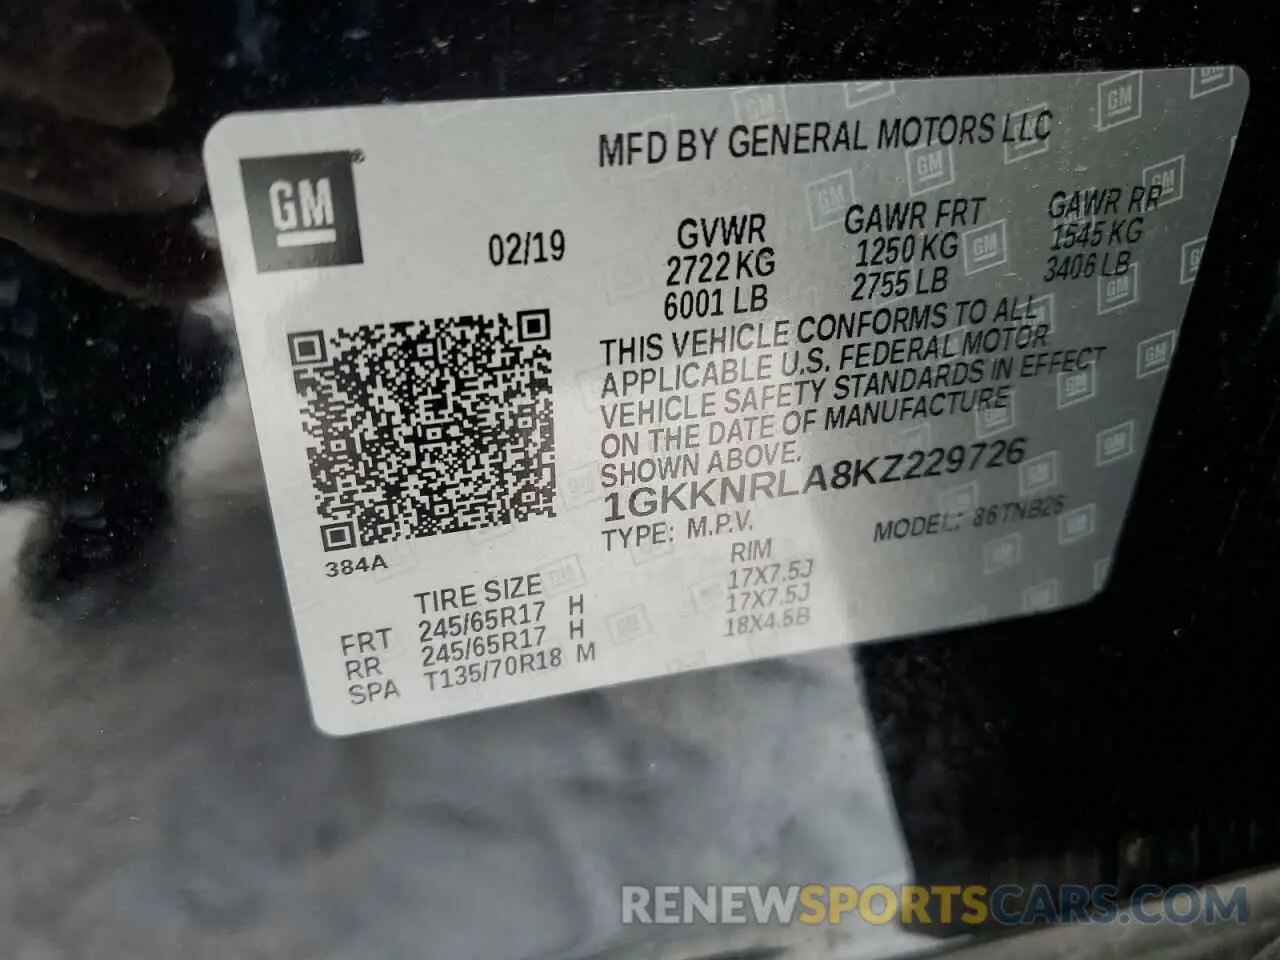 MFD BY GENERAL MOTORS LLC
GM
02/19
GVWR
2722 KG
6001 LB
GAWR FRT
1250 KG
2755 LB
GAWR RR
1545 KG
3406 LB
THIS VEHICLE CONFORMS TO ALL
APPLICABLE U.S. FEDERAL MOTOR
VEHICLE SAFETY STANDARDS IN EFFECT
ON THE DATE OF MANUFACTURE
SHOWN ABOVE.
1GKKNRLA8KZ229726
TYPE: M.P.V.
MODEL: 86TNB26
384A
TIRE SIZE
RIM
FRT 245/65R17 H 17X7.5J
RR 245/65R17 H 17X7.5J
SPA T135/70R18 M 18X4.5B
RENEWSPORTSCARS.COM